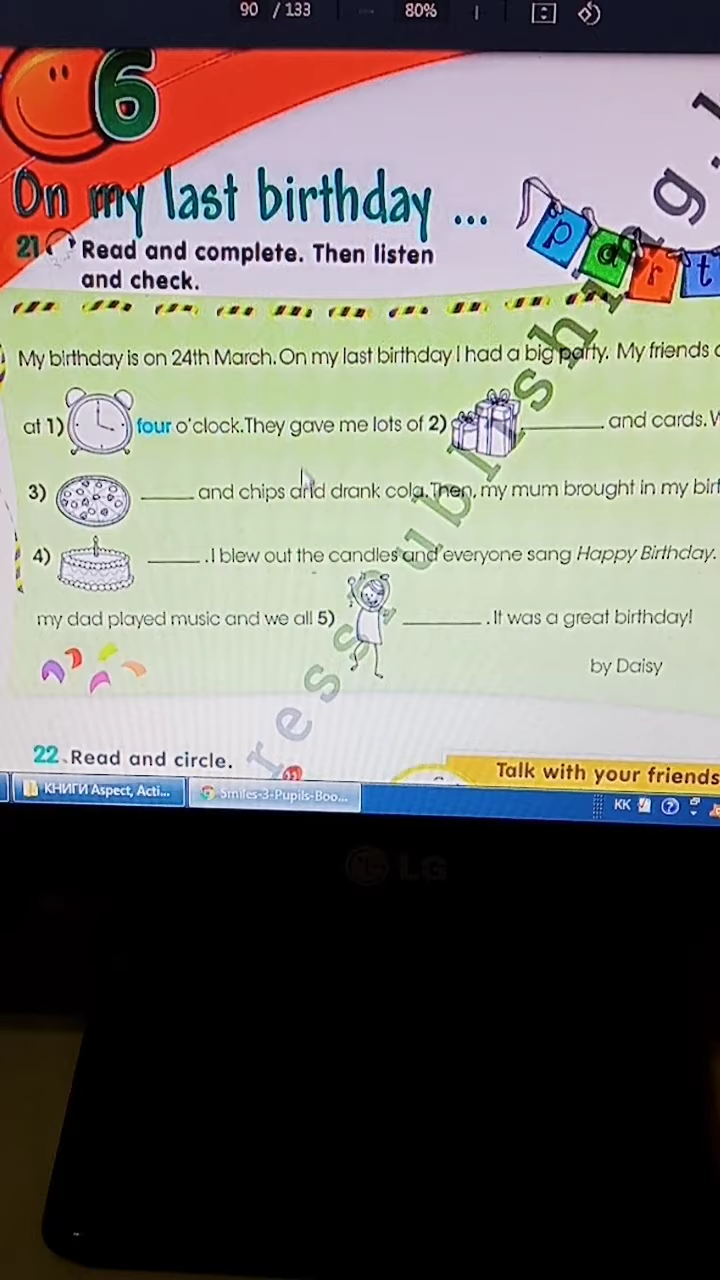 90 / 133 80%
6
On my last birthday ...
part
21 Read and complete. Then listen
and check.
My birthday is on 24th March. On my last birthday I had a big party. My friends
at 1) four o'clock. They gave me lots of 2) ________ and cards.
3) _____ and chips and drank cola. Then, my mum brought in my
4) _____ . I blew out the candles and everyone sang Happy Birthday.
my dad played music and we all 5) ________ . It was a great birthday!
by Daisy
22 Read and circle.
Talk with your friends
КНИГИ Aspect, Acti...
Smiles-3-Pupils-Boo...
KK
LG